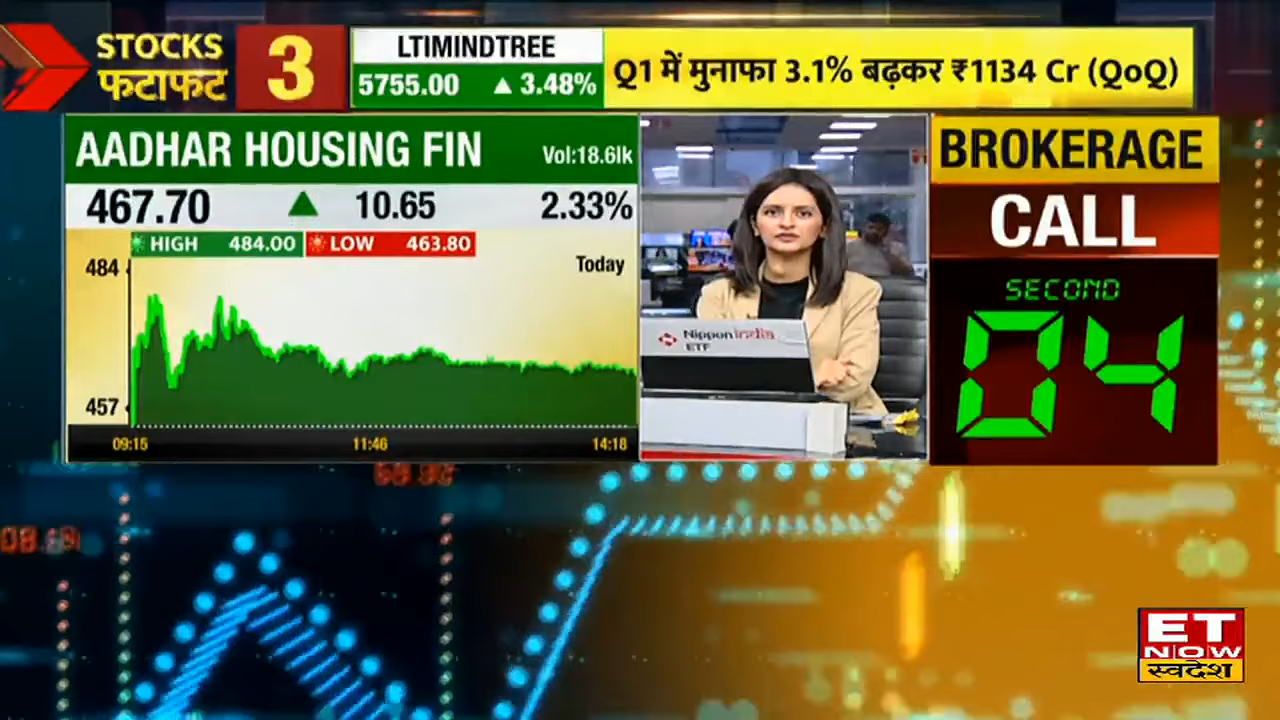 STOCKS
फटाफट
3
LTIMINDTREE
5755.00 ▲ 3.48%
Q1 में मुनाफा 3.1% बढ़कर ₹1134 Cr (QoQ)
AADHAR HOUSING FIN Vol:18.6lk
467.70 ▲ 10.65 2.33%
HIGH 484.00 LOW 463.80
Today
484
457
09:15 11:46 14:18
Nippon india
ETF
BROKERAGE
CALL
SECOND
04
ET
NOW
स्वदेश